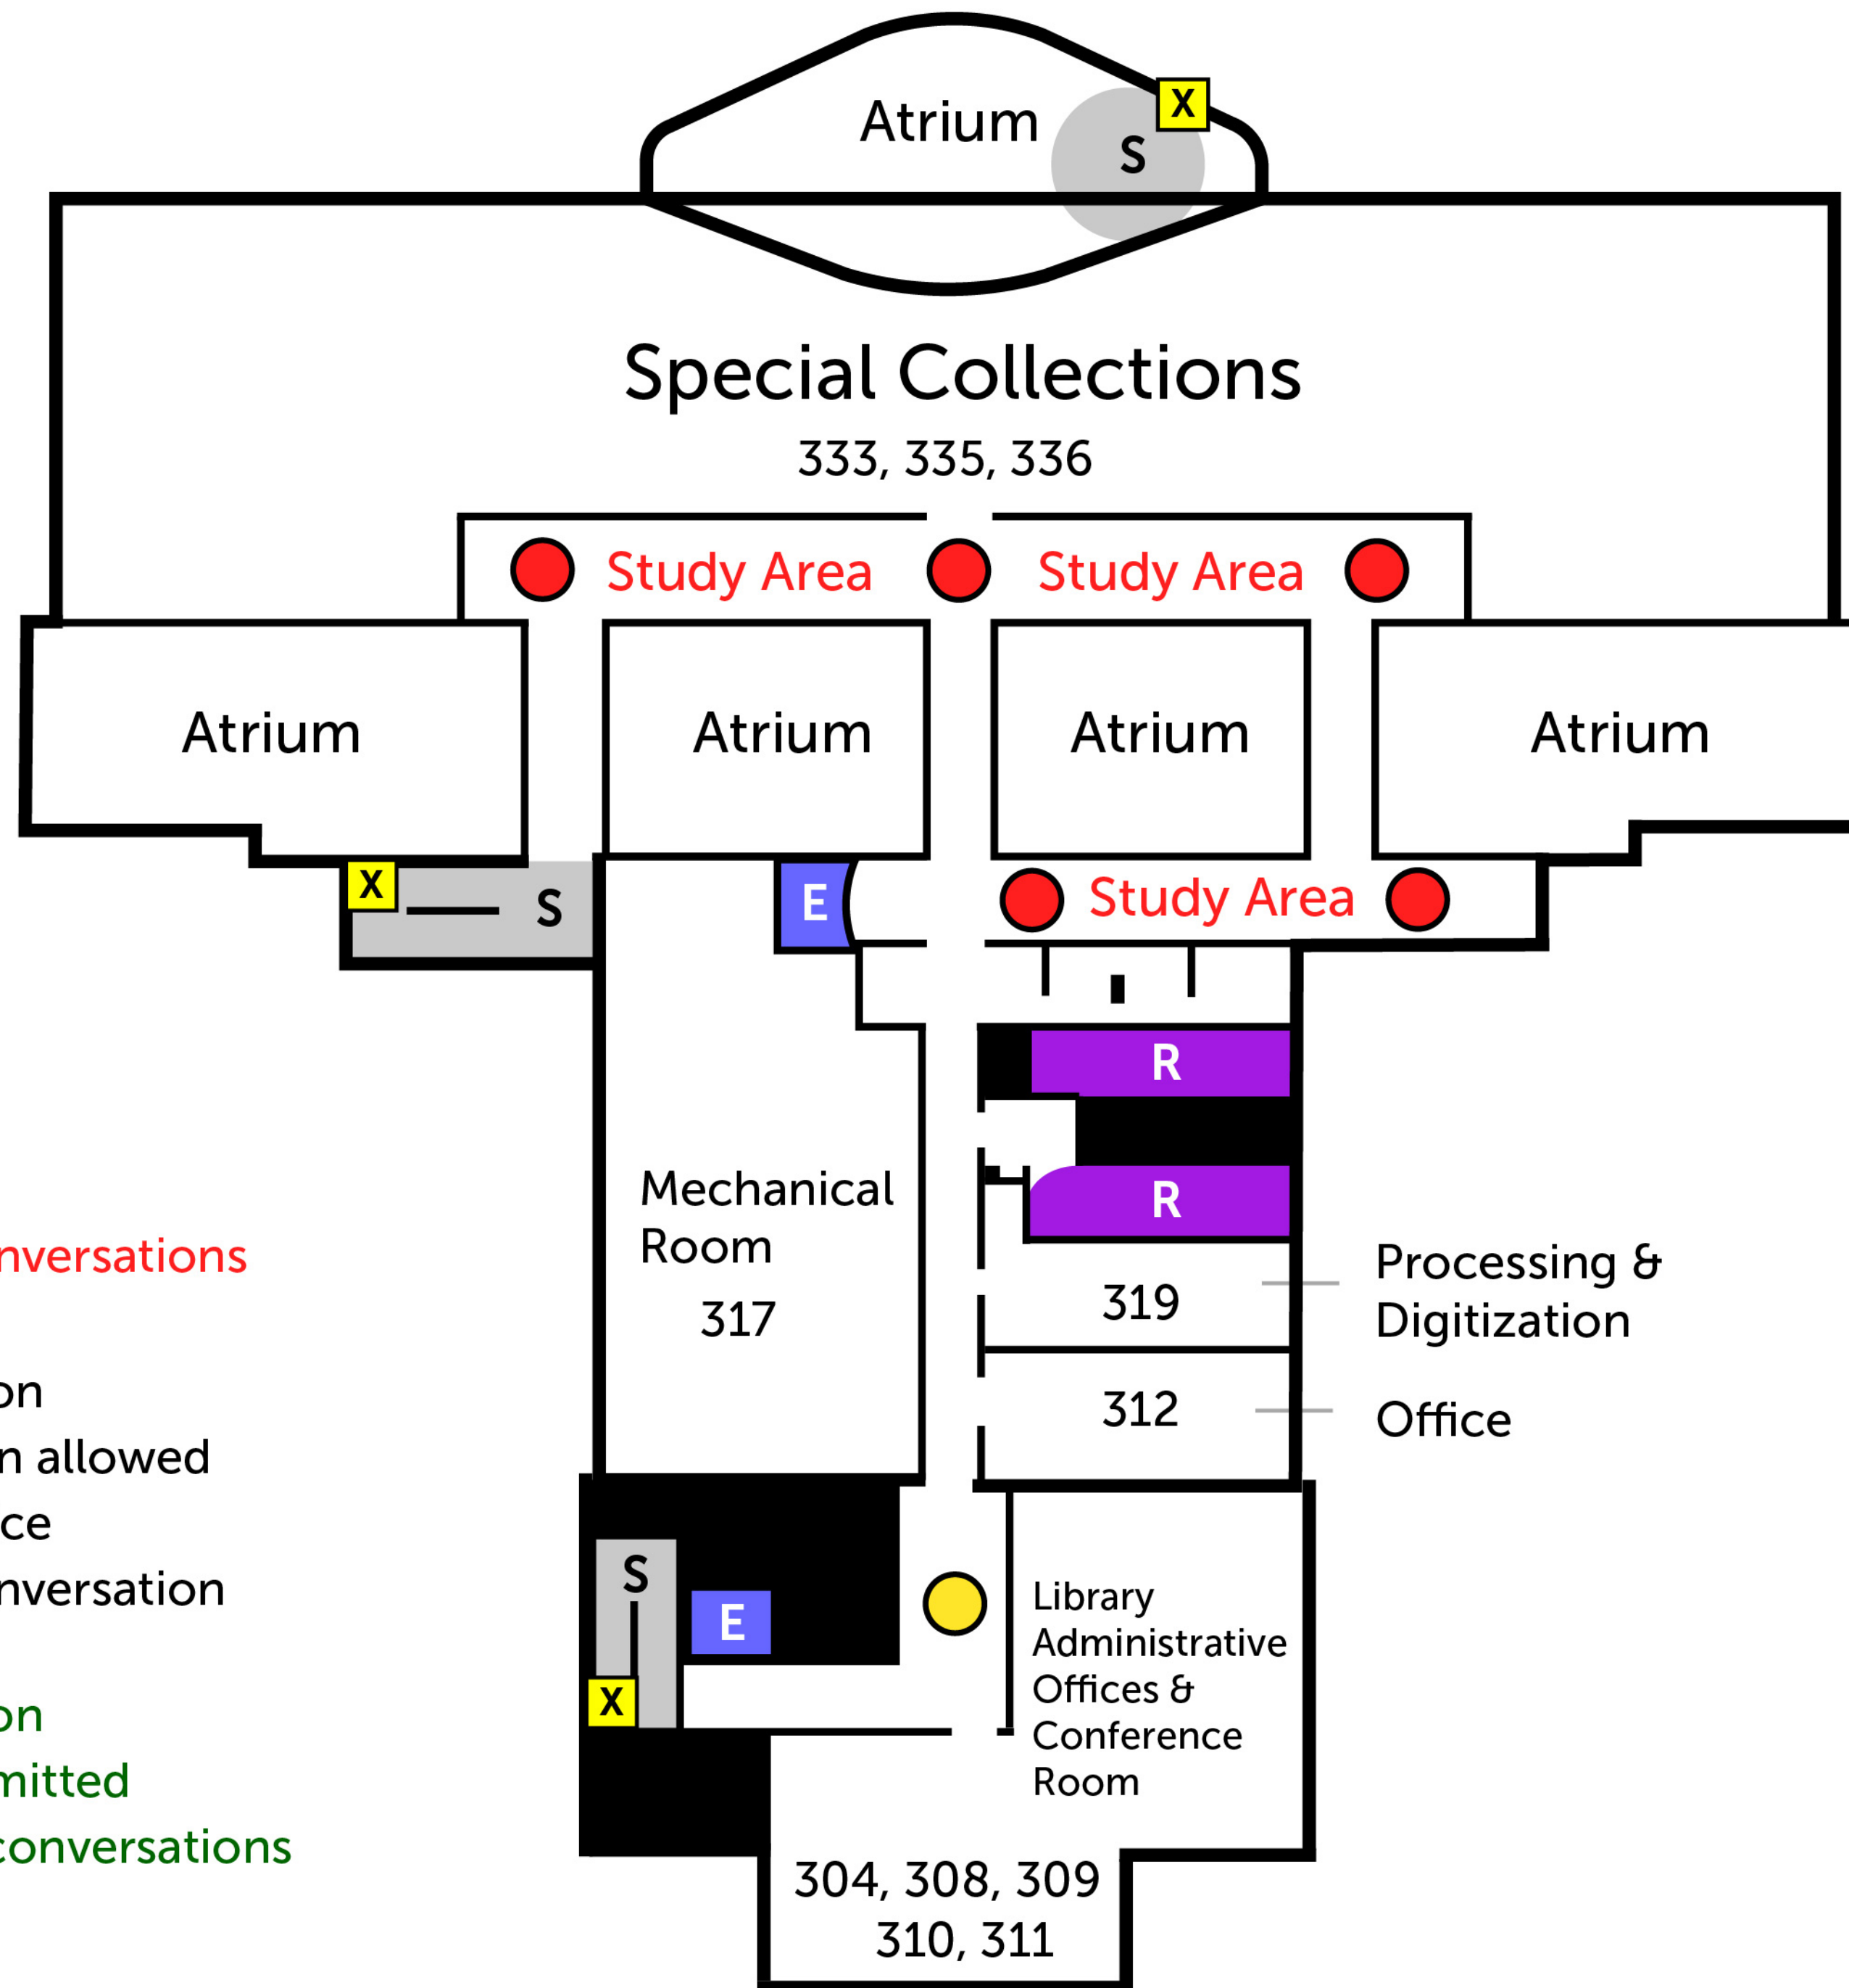 Atrium
X
S
Special Collections
333, 335, 336
Study Area
Study Area
Atrium
Atrium
Atrium
Atrium
X
S
E
Study Area
R
R
Mechanical
Room
317
319
Processing &
Digitization
312
Office
nversations
on
n allowed
ce
nversation
on
mitted
conversations
S
E
X
Library
Administrative
Offices &
Conference
Room
304, 308, 309
310, 311